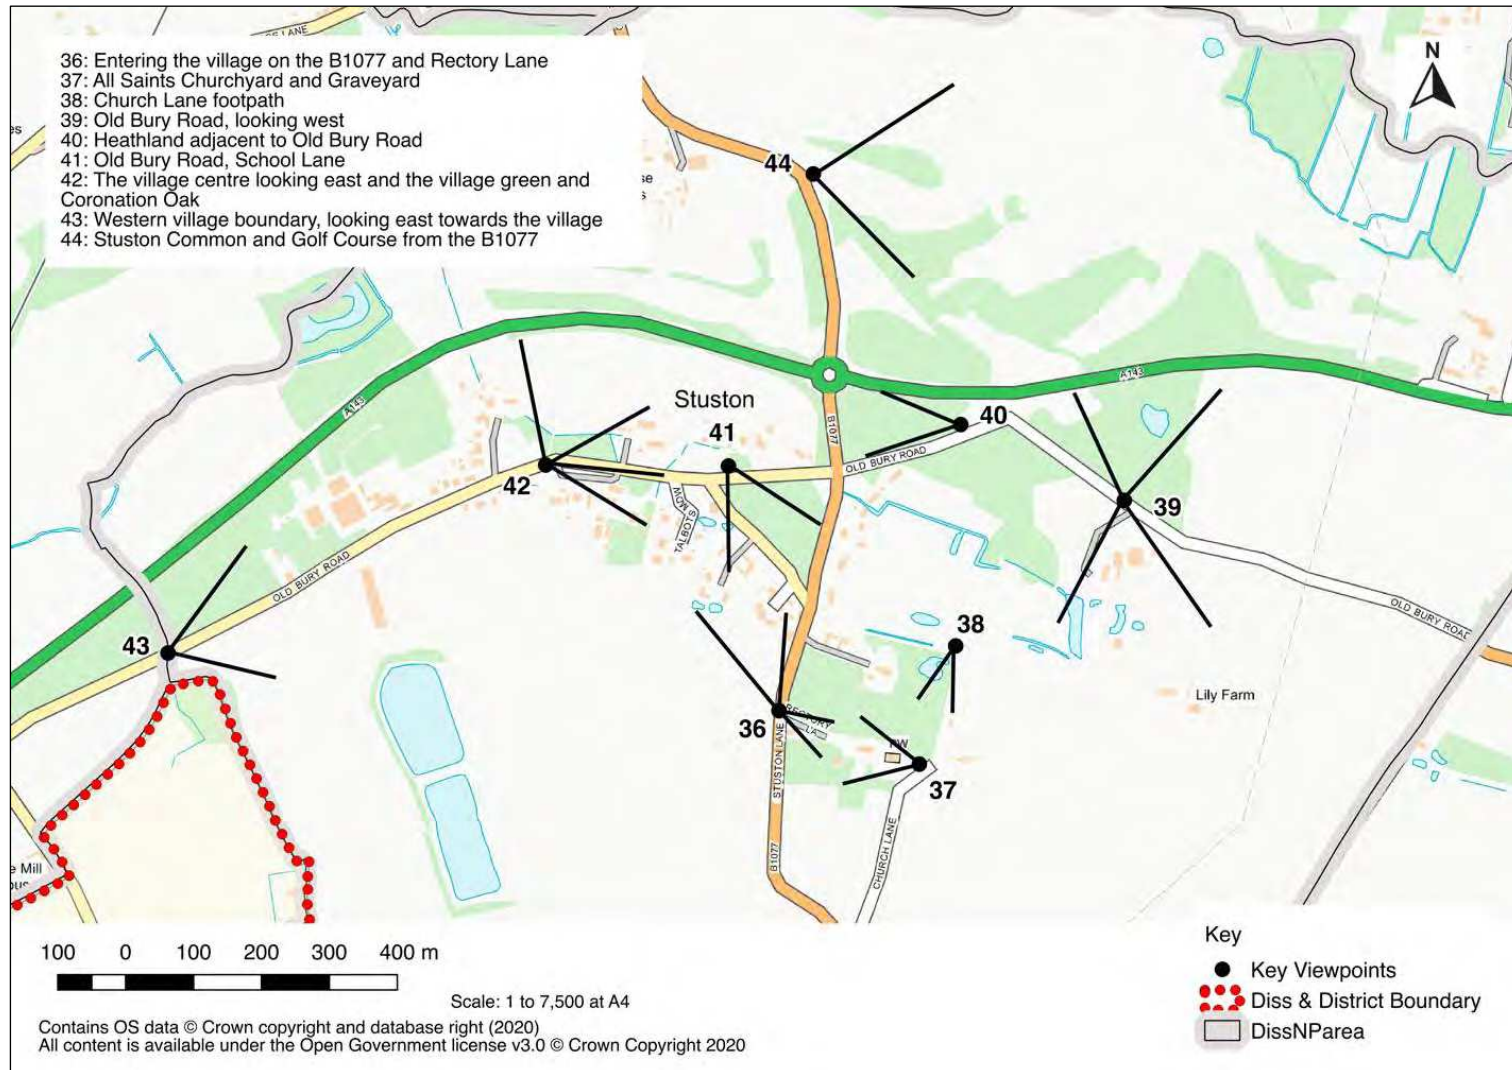 36: Entering the village on the B1077 and Rectory Lane
37: All Saints Churchyard and Graveyard
38: Church Lane footpath
39: Old Bury Road, looking west
40: Heathland adjacent to Old Bury Road
41: Old Bury Road, School Lane
42: The village centre looking east and the village green and
Coronation Oak
43: Western village boundary, looking east towards the village
44: Stuston Common and Golf Course from the B1077
LANE
N
44
es
se
s
A143
A143
Stuston
41
40
B1077
OLD BURY ROAD
42
39
TALBOTS MDW
OLD BURY ROAD
OLD BURY ROAD
43
38
Lily Farm
36
RECTORY
LA
PW
STUSTON LANE
37
CHURCH LANE
B1077
e Mill
ous
100 0 100 200 300 400 m
Scale: 1 to 7,500 at A4
Contains OS data © Crown copyright and database right (2020)
All content is available under the Open Government license v3.0 © Crown Copyright 2020
Key
Key Viewpoints
Diss & District Boundary
DissNParea